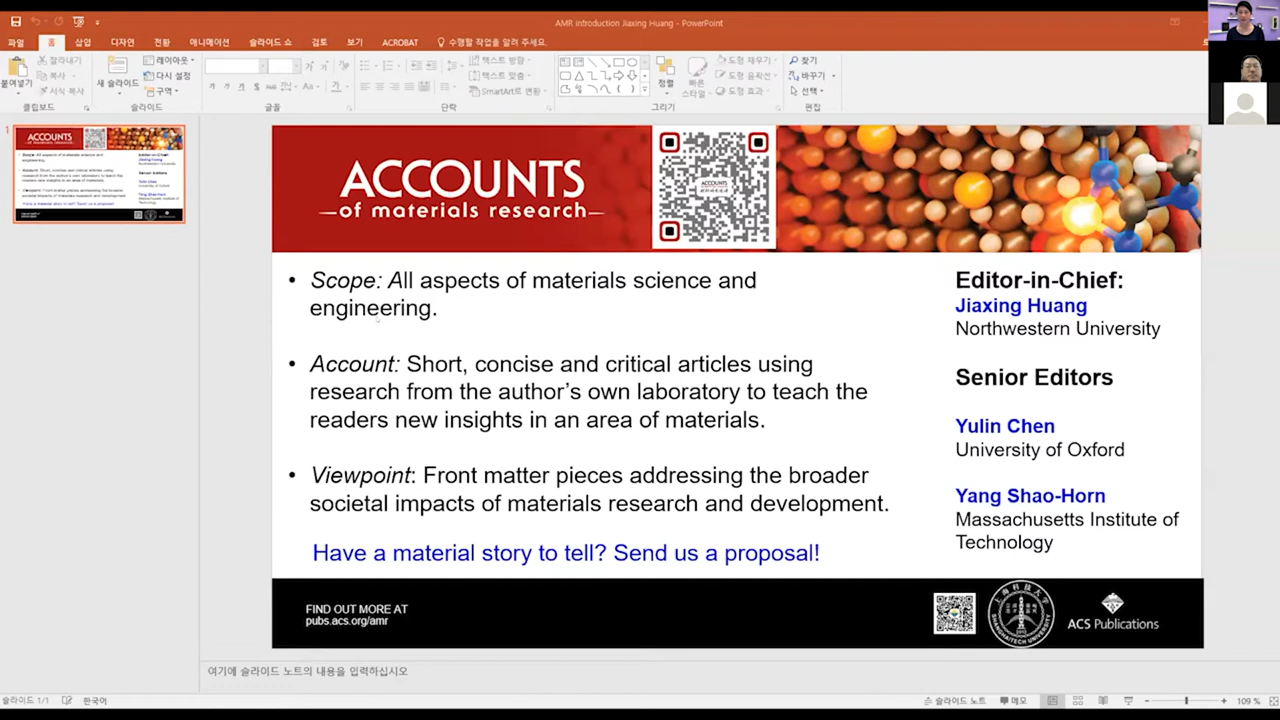 AMR introduction Jiaxing Huang - PowerPoint
파일 홈 삽입 디자인 전환 애니메이션 슬라이드 쇼 검토 보기 ACROBAT 수행할 작업을 알려 주세요.
붙여넣기
잘라내기
복사
서식 복사
클립보드
새 슬라이드
레이아웃
다시 설정
구역
슬라이드
글꼴
텍스트 방향
텍스트 맞춤
SmartArt로 변환
단락
정렬
빠른 스타일
도형 채우기
도형 윤곽선
도형 효과
그리기
찾기
바꾸기
선택
편집
1
ACCOUNTS
of materials research
• Scope: All aspects of materials science and
engineering.
• Account: Short, concise and critical articles using
research from the author’s own laboratory to teach the
readers new insights in an area of materials.
• Viewpoint: Front matter pieces addressing the broader
societal impacts of materials research and development.
Have a material story to tell? Send us a proposal!
Editor-in-Chief:
Jiaxing Huang
Northwestern University
Senior Editors
Yulin Chen
University of Oxford
Yang Shao-Horn
Massachusetts Institute of
Technology
FIND OUT MORE AT
pubs.acs.org/amr
上海科技大学
SHANGHAITECH UNIVERSITY
ACS Publications
여기에 슬라이드 노트의 내용을 입력하십시오
슬라이드 1/1 한국어 슬라이드 노트 메모 109 %